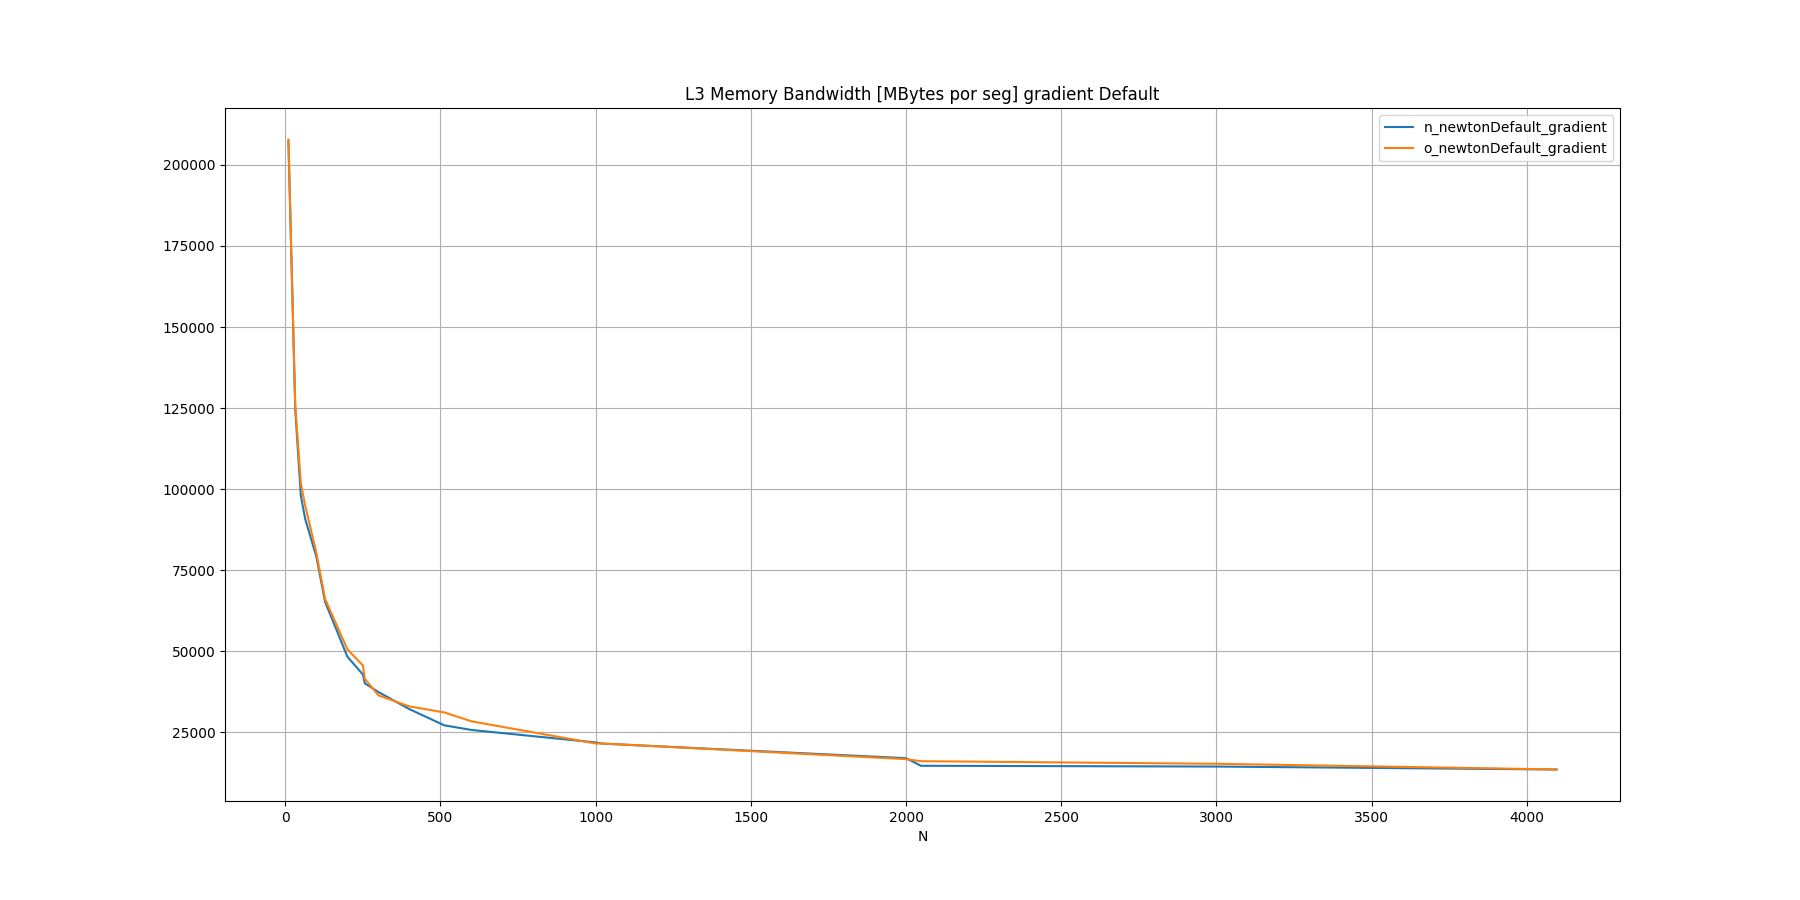 L3 Memory Bandwidth [MBytes por seg] gradient Default
n_newtonDefault_gradient
o_newtonDefault_gradient
200000
175000
150000
125000
100000
75000
50000
25000
0 500 1000 1500 2000 2500 3000 3500 4000
N